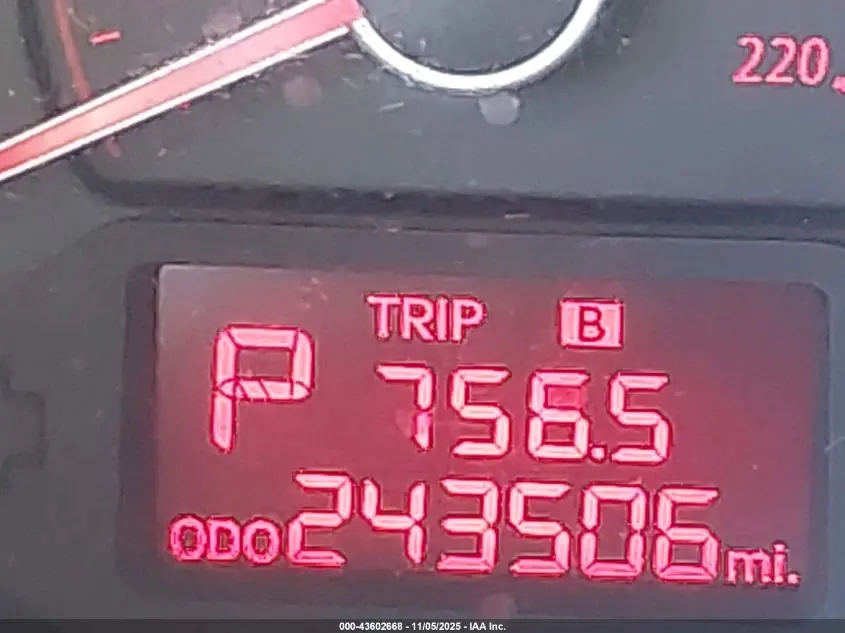 220
TRIP B
P 756.5
ODO 243506 mi.
000-43602668 - 11/05/2025 - IAA Inc.